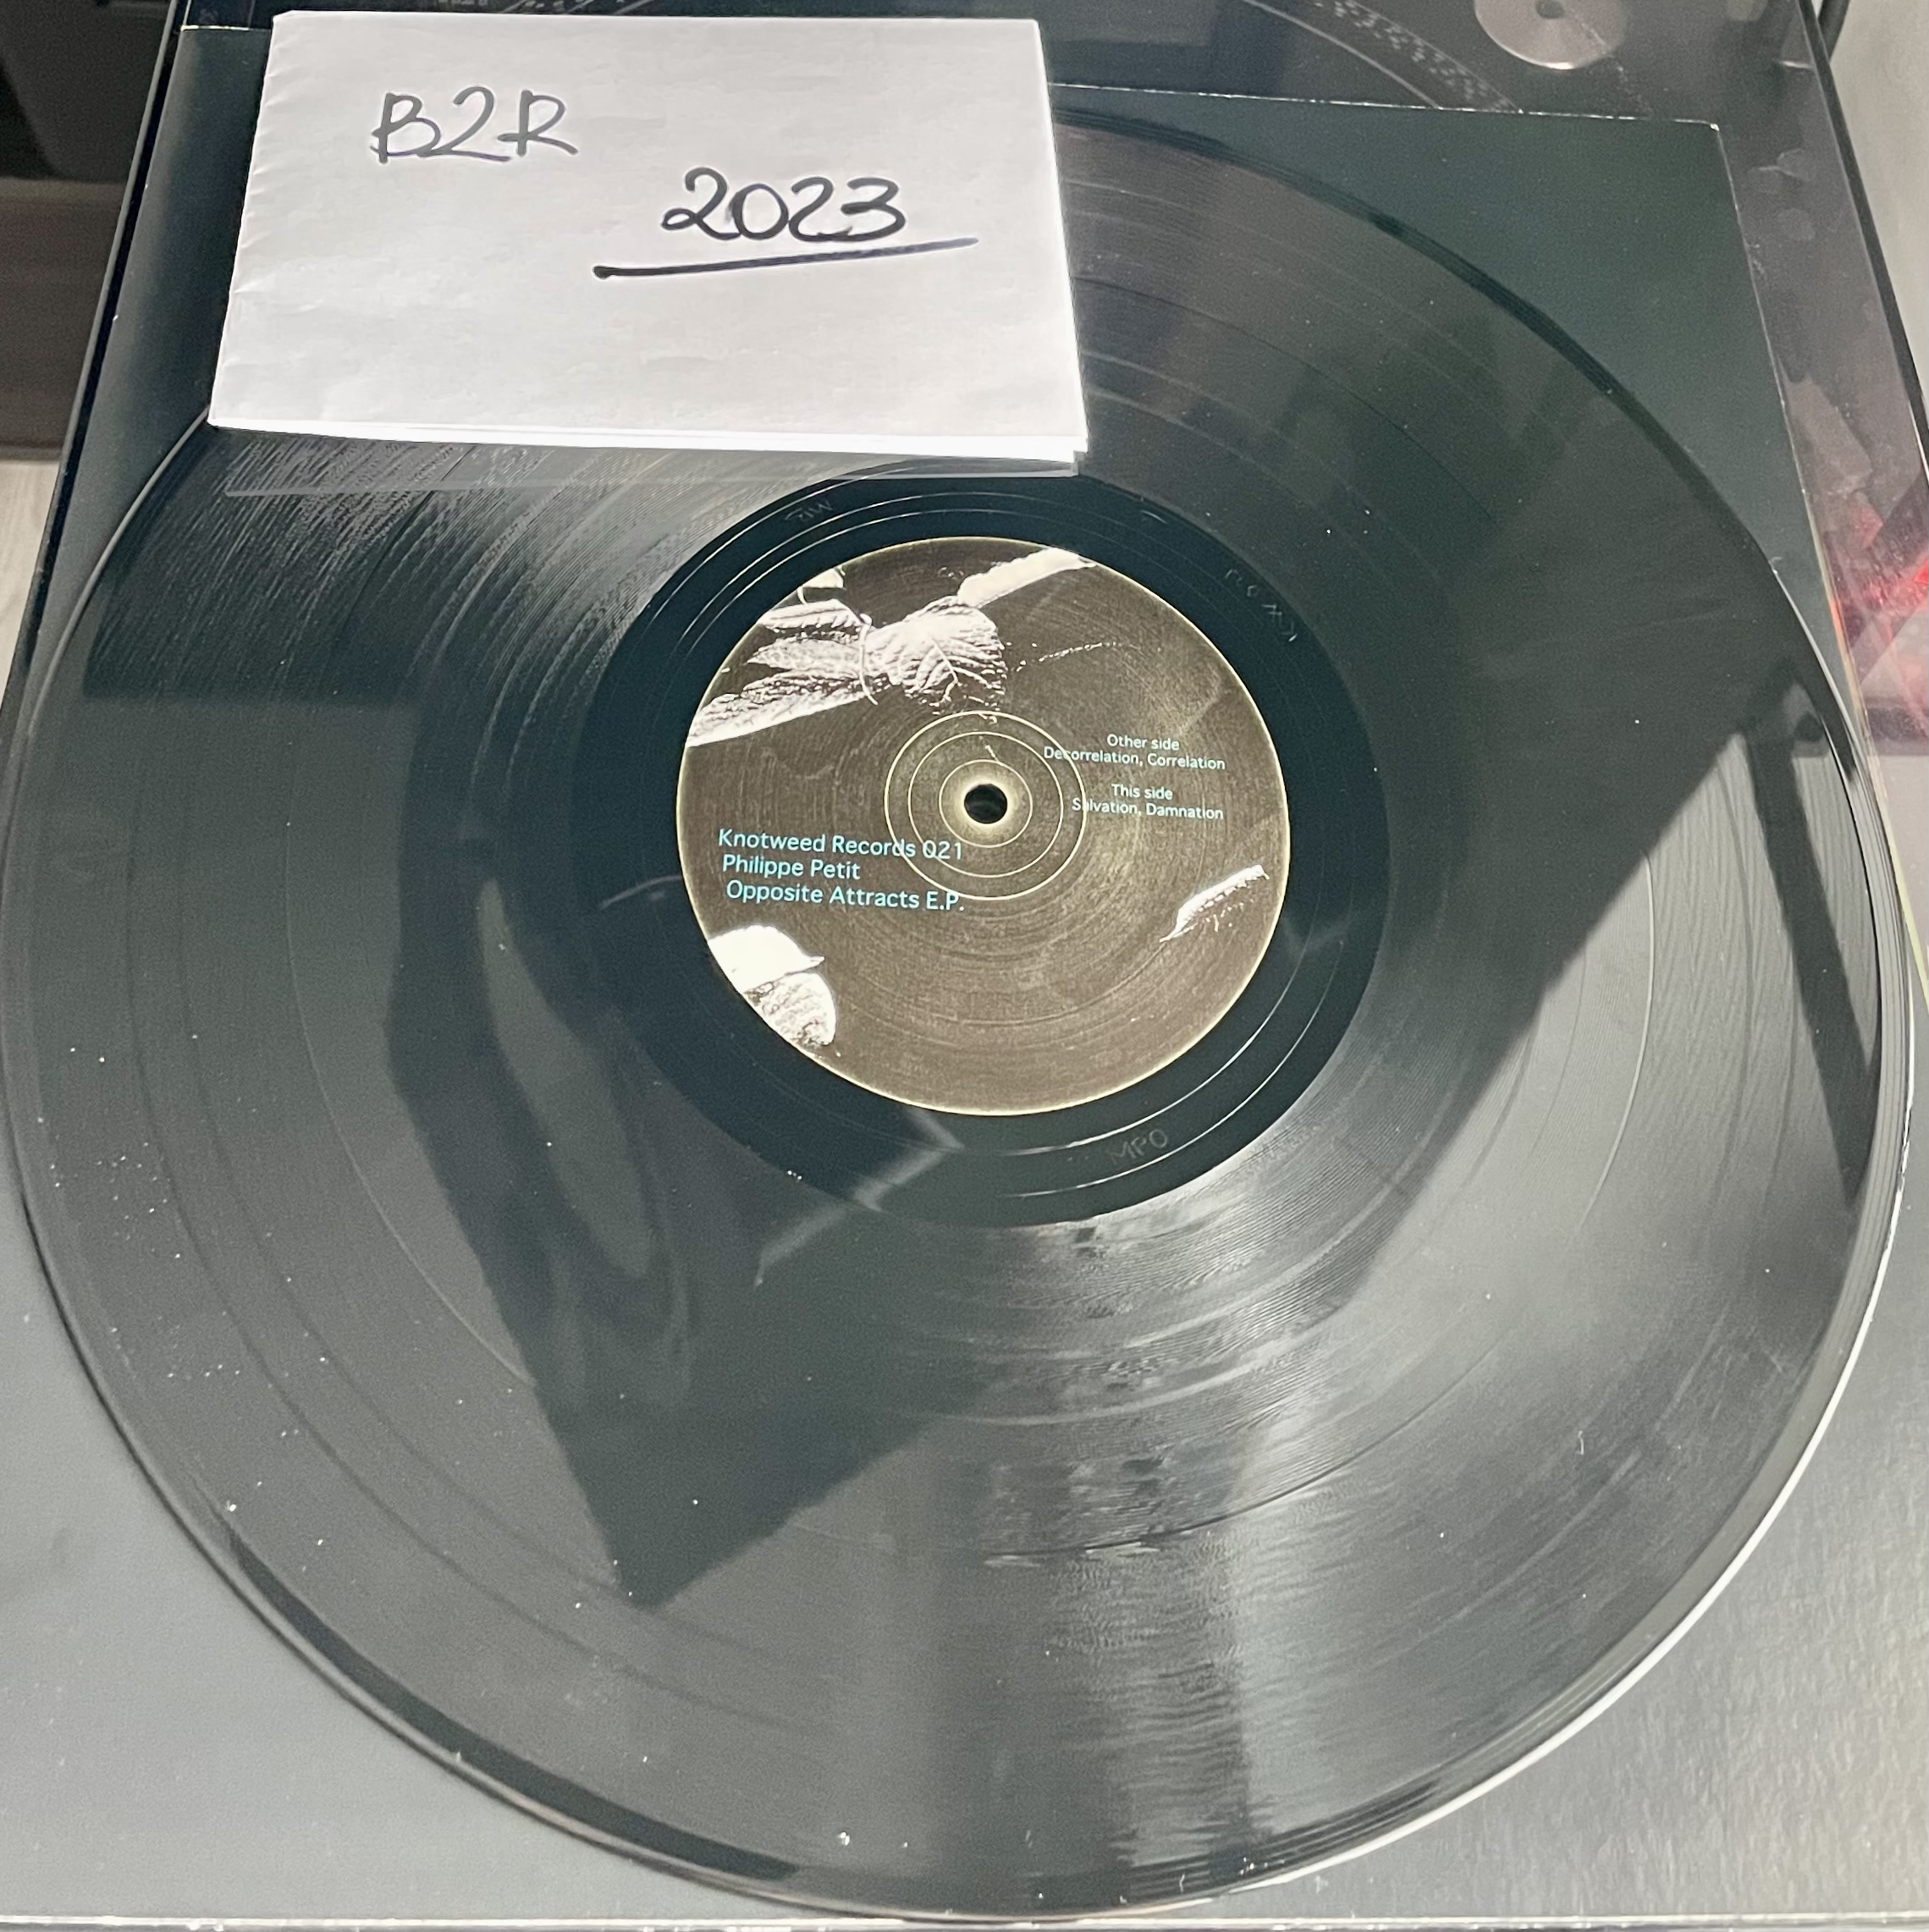 B2R
2023
Other side
Decorrelation, Correlation
This side
Salvation, Damnation
Knotweed Records 021
Philippe Petit
Opposite Attracts E.P.
MPO